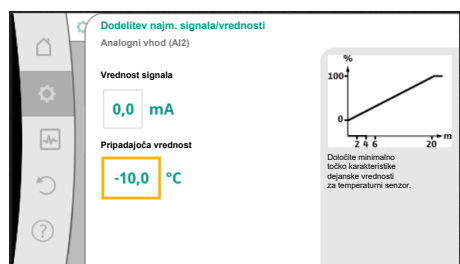 Dodelitev najm. signala/vrednosti
Analogni vhod (AI2)
Vrednost signala
0,0 mA
Pripadajoča vrednost
-10,0 °C
%
100
0
2 4 6 20
m
Določite minimalno
točko karakteristike
dejanske vrednosti
za temperaturni senzor.
?